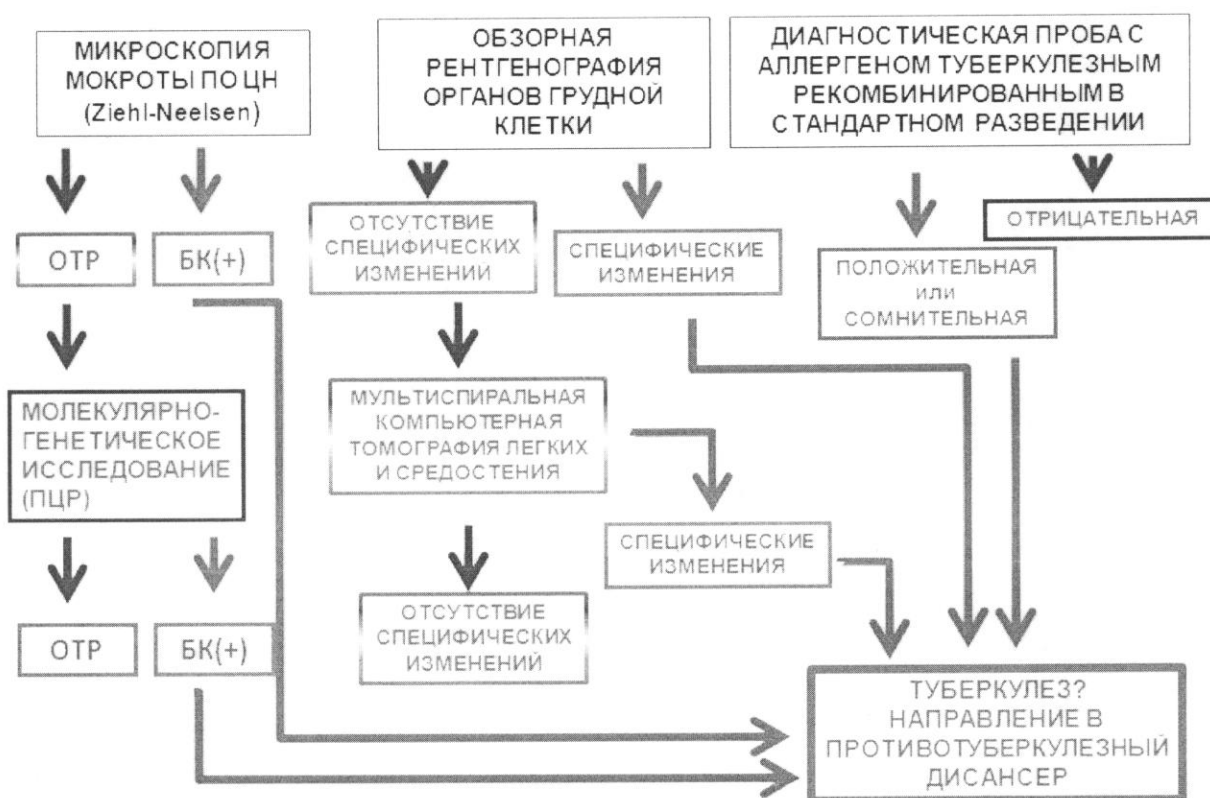 МИКРОСКОПИЯ
МОКРОТЫ ПО ЦН
(Ziehl-Neelsen)
ОБЗОРНАЯ
РЕНТГЕНОГРАФИЯ
ОРГАНОВ ГРУДНОЙ
КЛЕТКИ
ДИАГНОСТИЧЕСКАЯ ПРОБА С
АЛЛЕРГЕНОМ ТУБЕРКУЛЕЗНЫМ
РЕКОМБИНИРОВАННЫМ В
СТАНДАРТНОМ РАЗВЕДЕНИИ
ОТР
БК(+)
ОТСУТСТВИЕ
СПЕЦИФИЧЕСКИХ
ИЗМЕНЕНИЙ
СПЕЦИФИЧЕСКИЕ
ИЗМЕНЕНИЯ
ОТРИЦАТЕЛЬНАЯ
ПОЛОЖИТЕЛЬНАЯ
или
СОМНИТЕЛЬНАЯ
МОЛЕКУЛЯРНО-
ГЕНЕТИЧЕСКОЕ
ИССЛЕДОВАНИЕ
(ПЦР)
МУЛЬТИСПИРАЛЬНАЯ
КОМПЬЮТЕРНАЯ
ТОМОГРАФИЯ ЛЕГКИХ
И СРЕДОСТЕНИЯ
СПЕЦИФИЧЕСКИЕ
ИЗМЕНЕНИЯ
ОТР
БК(+)
ОТСУТСТВИЕ
СПЕЦИФИЧЕСКИХ
ИЗМЕНЕНИЙ
ТУБЕРКУЛЕЗ?
НАПРАВЛЕНИЕ В
ПРОТИВОТУБЕРКУЛЕЗНЫЙ
ДИСАНСЕР